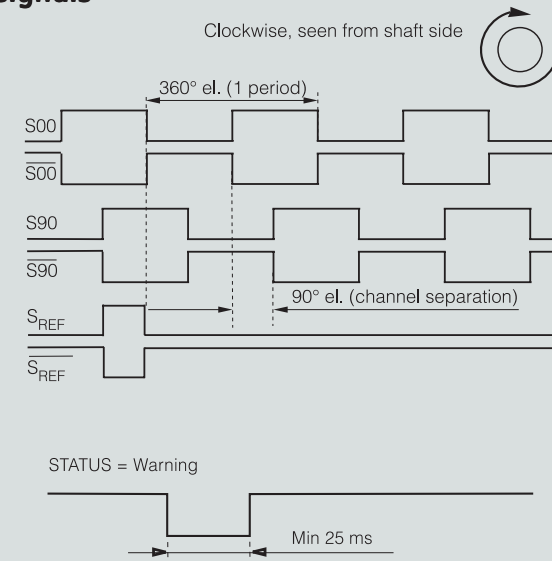 signals
Clockwise, seen from shaft side
360° el. (1 period)
S00
S00
S90
S90
90° el. (channel separation)
SREF
SREF
STATUS = Warning
Min 25 ms